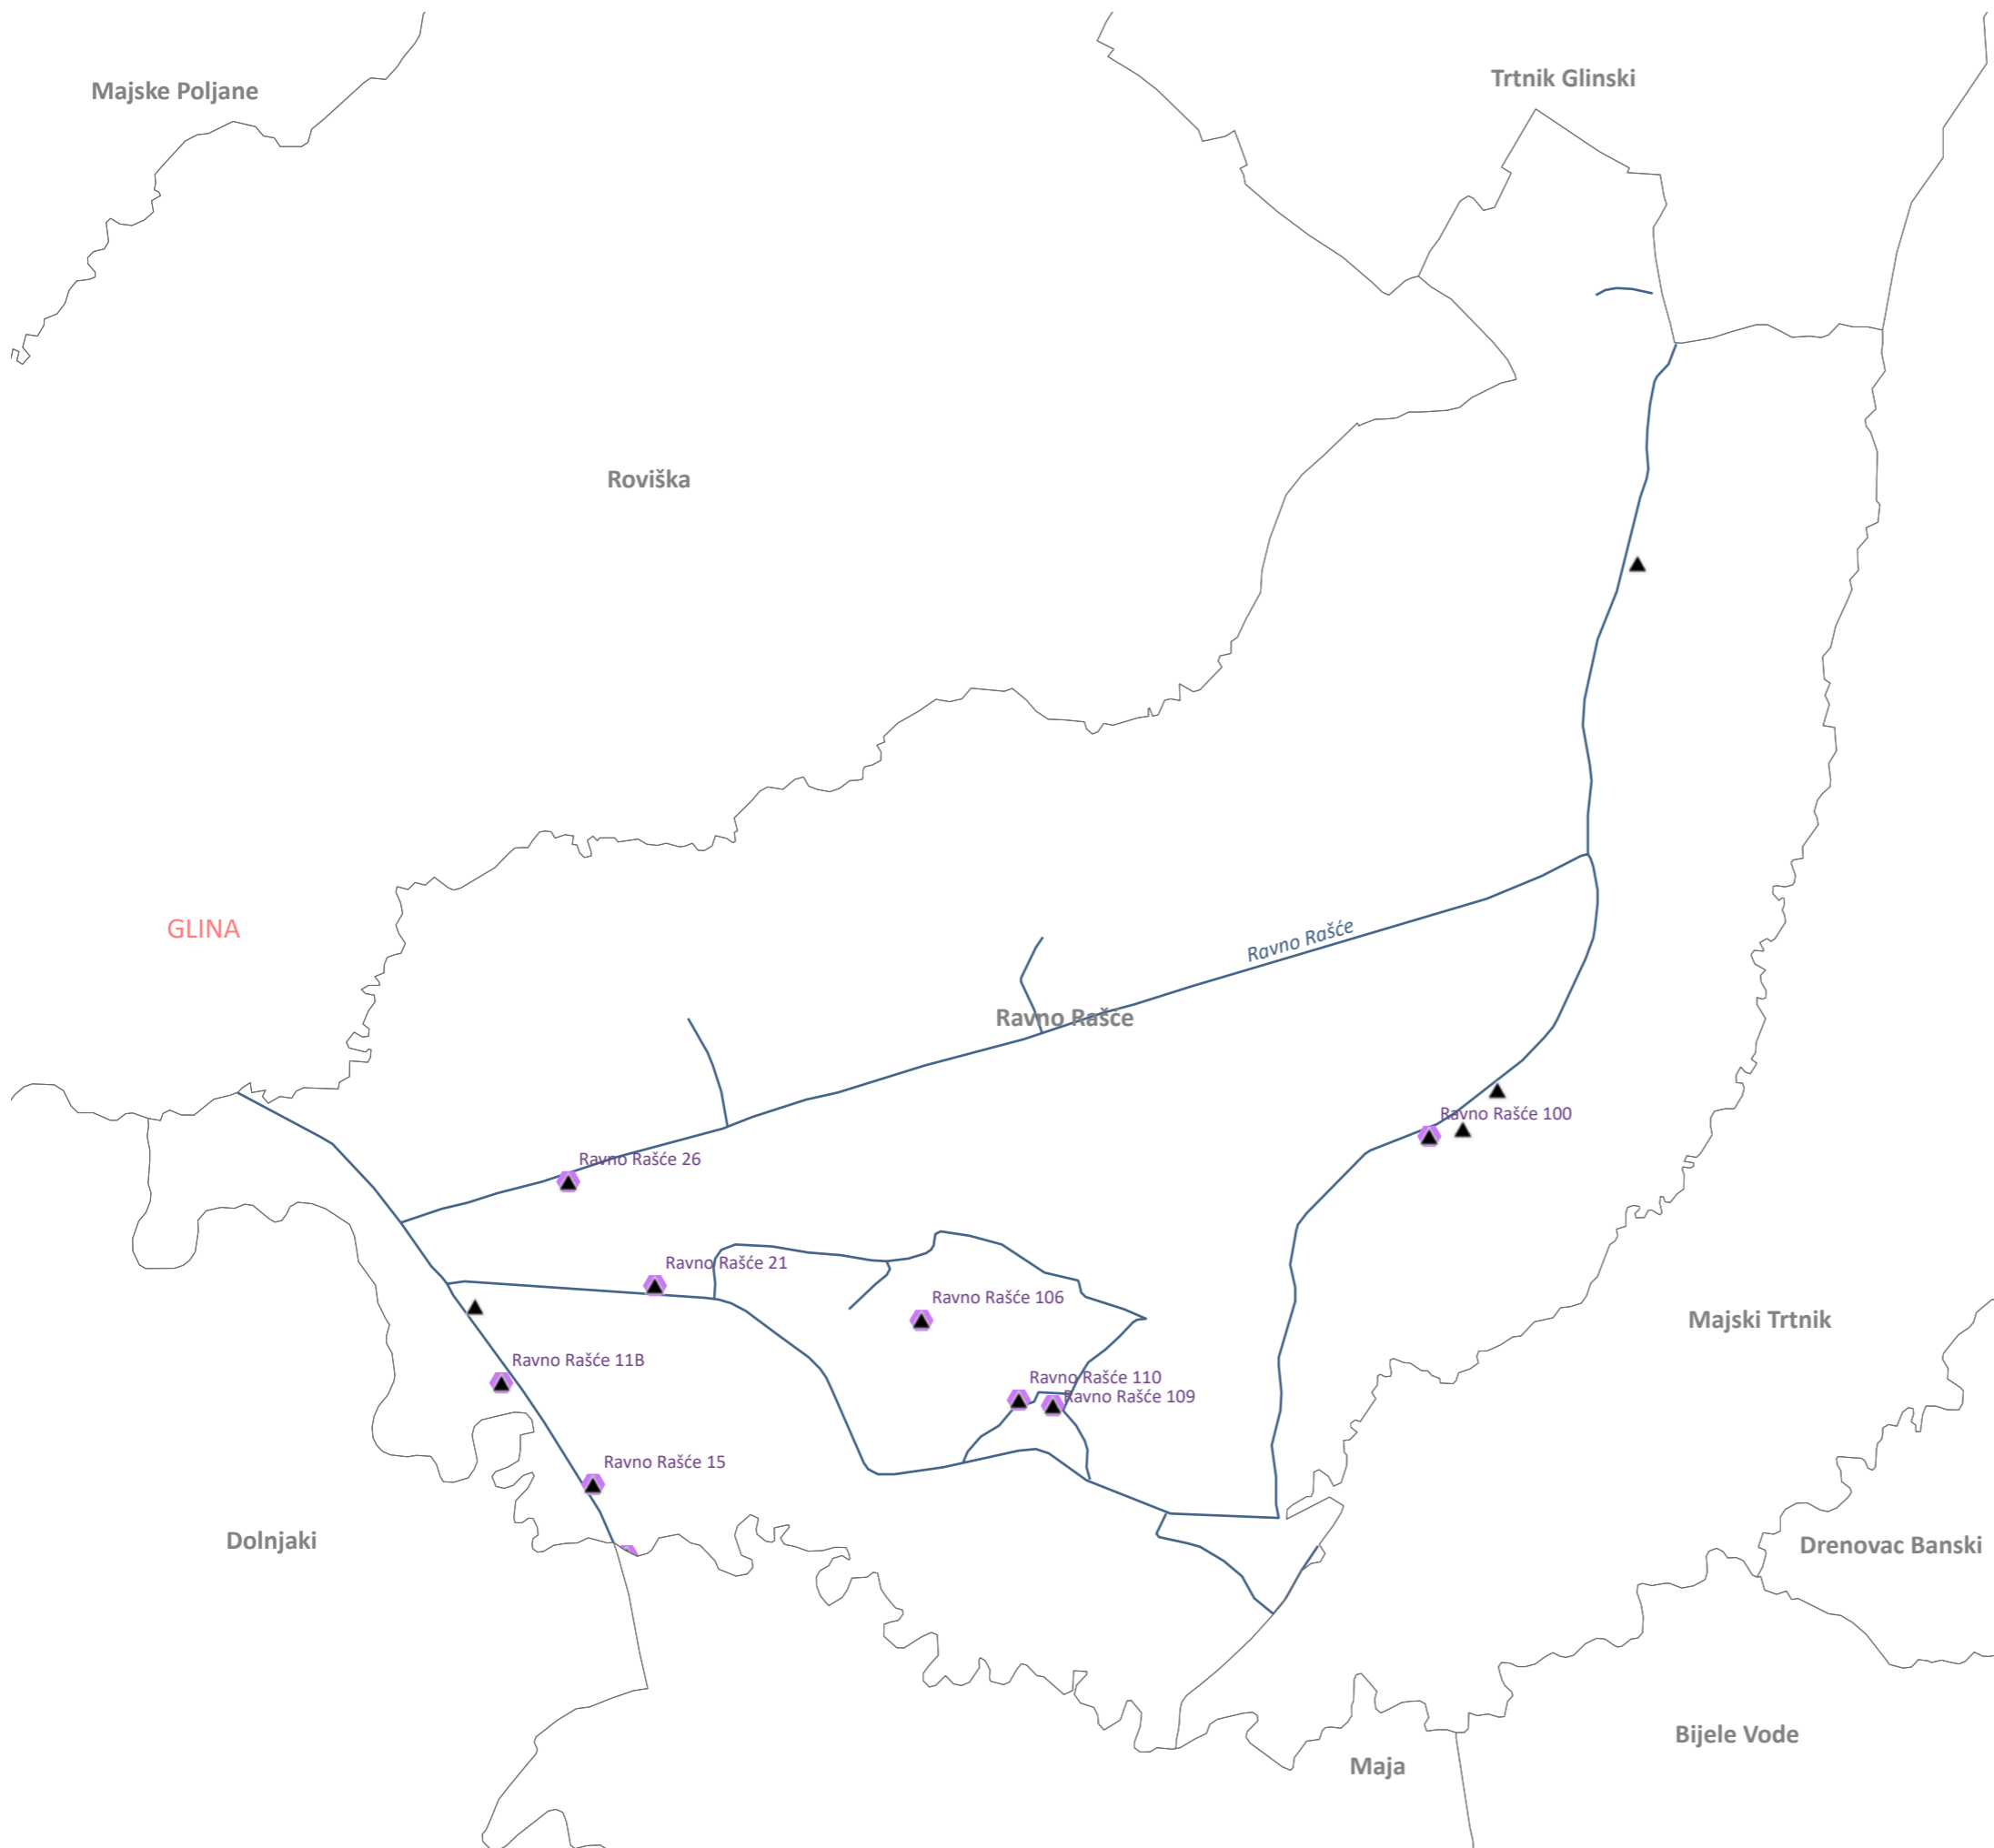 Trtnik Glinski
Majske Poljane
Roviška
GLINA
Ravno Rašće
Ravno Rašće
Ravno Rašće 100
Ravno Rašće 26
Ravno Rašće 21
Ravno Rašće 106
Majski Trtnik
Ravno Rašće 11B
Ravno Rašće 110
Ravno Rašće 109
Ravno Rašće 15
Dolnjaki
Drenovac Banski
Bijele Vode
Maja